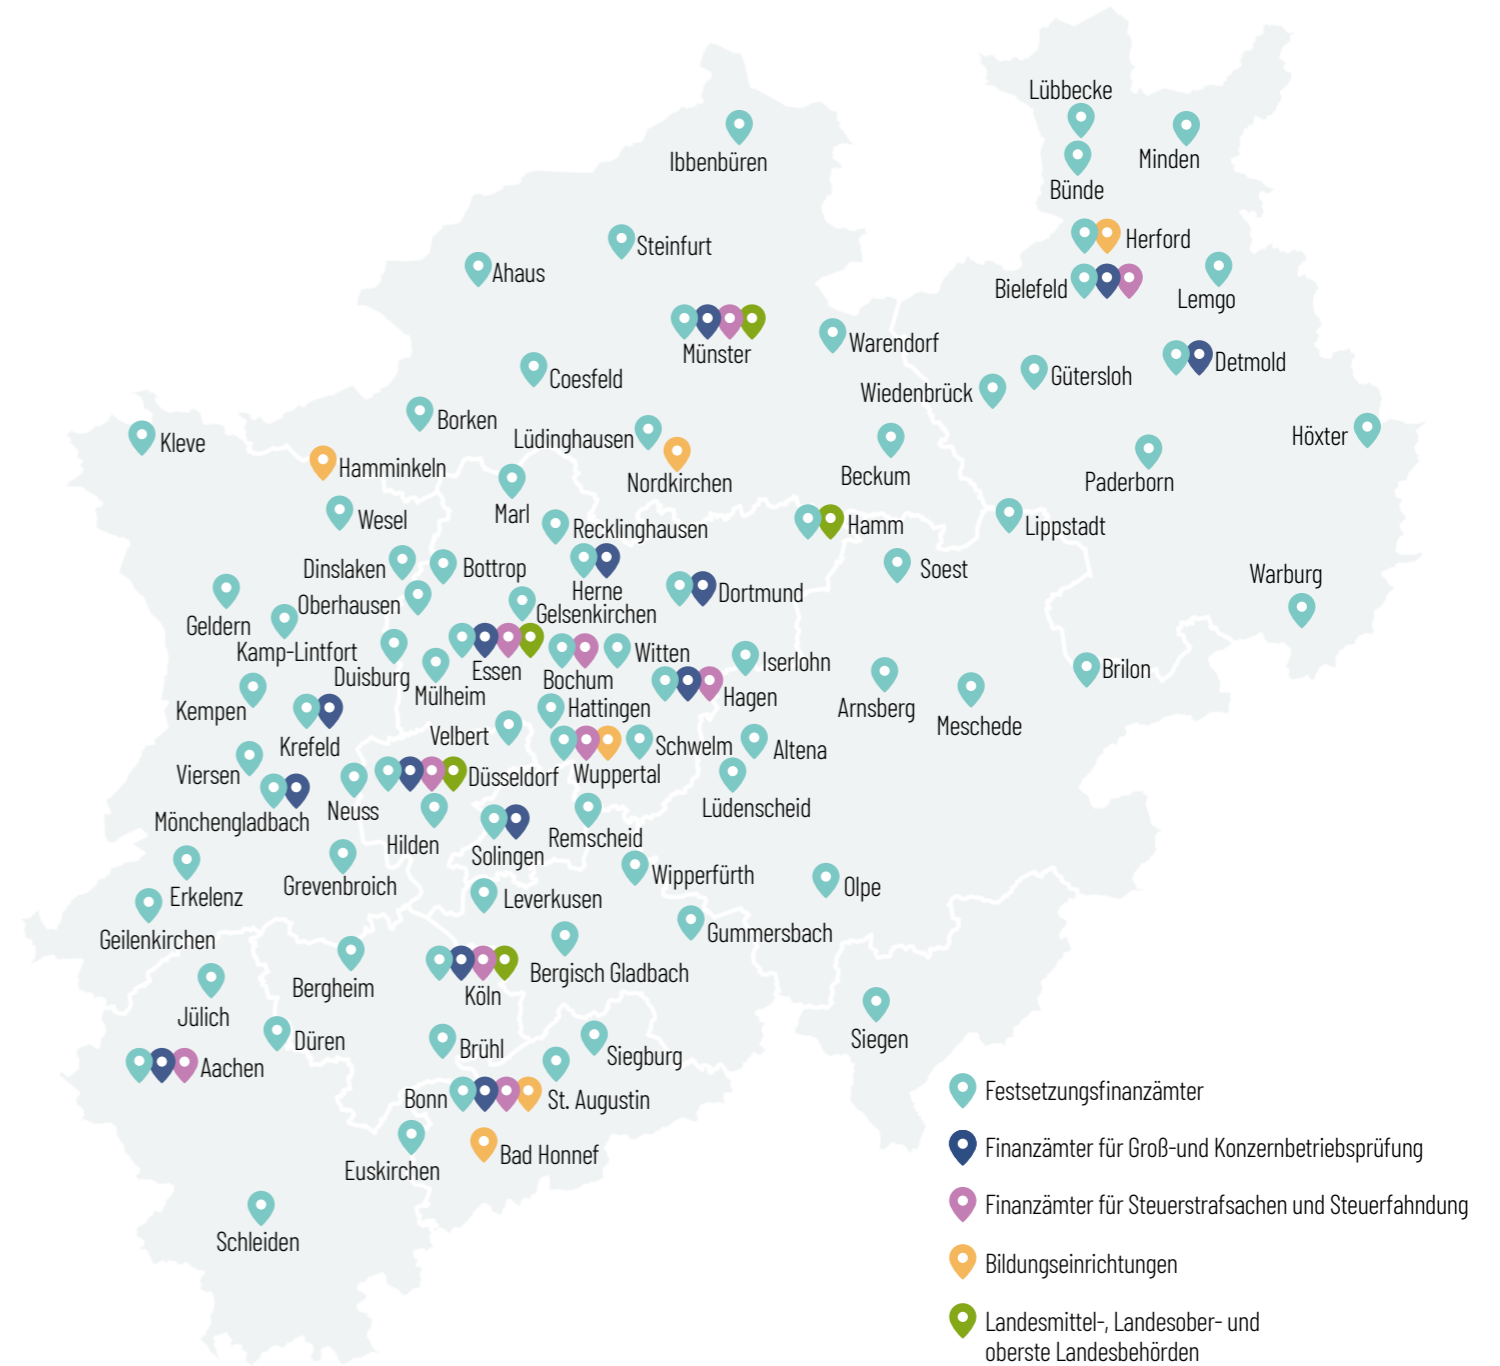 Lübbecke
Minden
Ibbenbüren
Bünde
Herford
Steinfurt
Ahaus
Bielefeld
Lemgo
Münster
Warendorf
Detmold
Coesfeld
Gütersloh
Wiedenbrück
Borken
Höxter
Kleve
Lüdinghausen
Hamminkeln
Nordkirchen
Beckum
Paderborn
Marl
Wesel
Recklinghausen
Hamm
Lippstadt
Dinslaken
Bottrop
Soest
Warburg
Herne
Dortmund
Oberhausen
Gelsenkirchen
Geldern
Kamp-Lintfort
Duisburg
Essen
Witten
Iserlohn
Bochum
Mülheim
Hagen
Brilon
Kempen
Hattingen
Arnsberg
Meschede
Krefeld
Velbert
Schwelm
Altena
Viersen
Düsseldorf
Wuppertal
Mönchengladbach
Neuss
Lüdenscheid
Hilden
Remscheid
Solingen
Grevenbroich
Wipperfürth
Olpe
Erkelenz
Leverkusen
Geilenkirchen
Gummersbach
Bergisch Gladbach
Bergheim
Köln
Jülich
Siegen
Düren
Brühl
Siegburg
Aachen
Bonn
St. Augustin
Bad Honnef
Euskirchen
Schleiden
Festsetzungsfinanzämter
Finanzämter für Groß-und Konzernbetriebsprüfung
Finanzämter für Steuerstrafsachen und Steuerfahndung
Bildungseinrichtungen
Landesmittel-, Landesober- und
oberste Landesbehörden